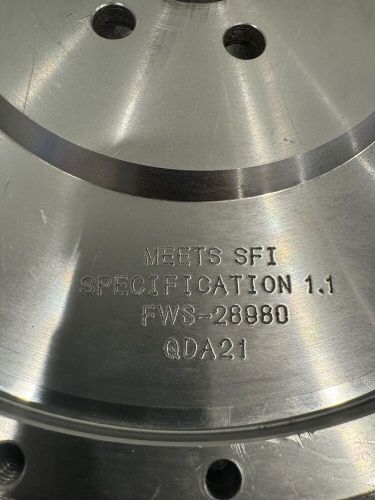 MEETS SFI
SPECIFICATION 1.1
FWS-28980
QDA21